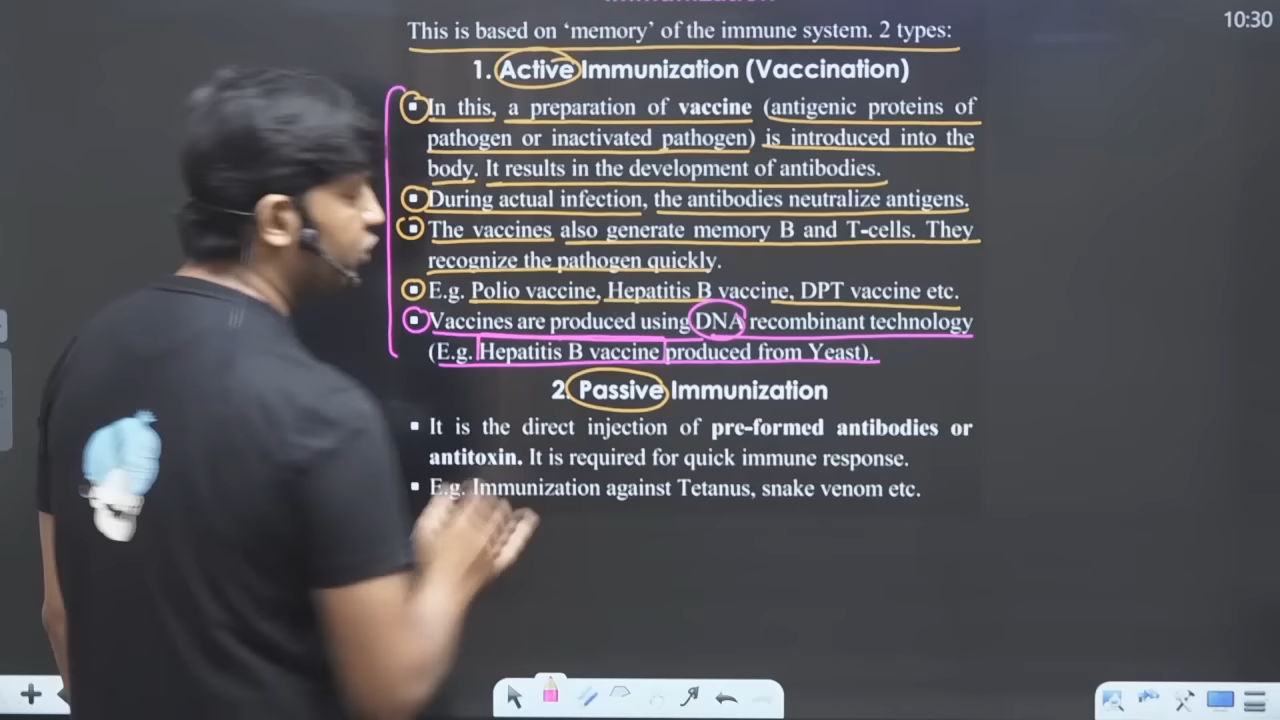 10:30
This is based on ‘memory’ of the immune system. 2 types:
1. Active Immunization (Vaccination)
▪ In this, a preparation of vaccine (antigenic proteins of
pathogen or inactivated pathogen) is introduced into the
body. It results in the development of antibodies.
▪ During actual infection, the antibodies neutralize antigens.
▪ The vaccines also generate memory B and T-cells. They
recognize the pathogen quickly.
▪ E.g. Polio vaccine, Hepatitis B vaccine, DPT vaccine etc.
▪ Vaccines are produced using DNA recombinant technology
(E.g. Hepatitis B vaccine produced from Yeast).
2. Passive Immunization
▪ It is the direct injection of pre-formed antibodies or
antitoxin. It is required for quick immune response.
▪ E.g. Immunization against Tetanus, snake venom etc.